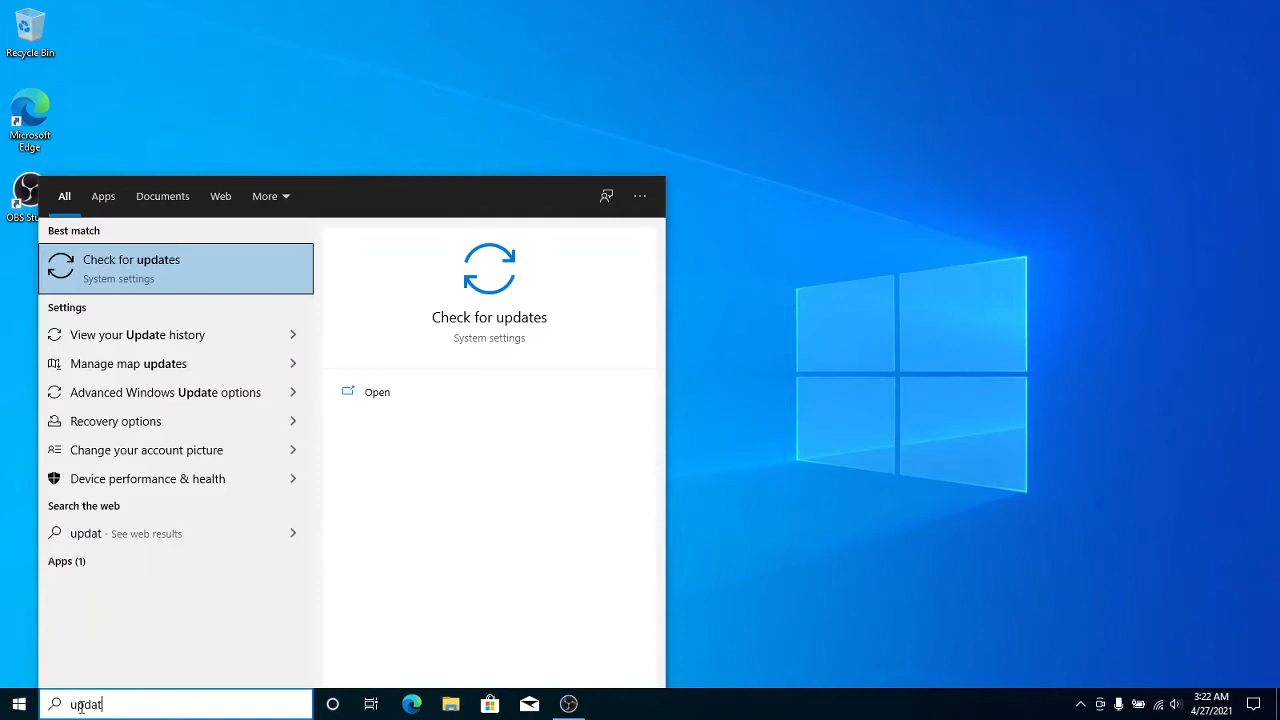 Recycle Bin
Microsoft
Edge
OBS Stu
All Apps Documents Web More
Best match
Check for updates
System settings
Settings
View your Update history
Manage map updates
Advanced Windows Update options
Recovery options
Change your account picture
Device performance & health
Search the web
updat - See web results
Apps (1)
Check for updates
System settings
Open
updat
3:22 AM
4/27/2021